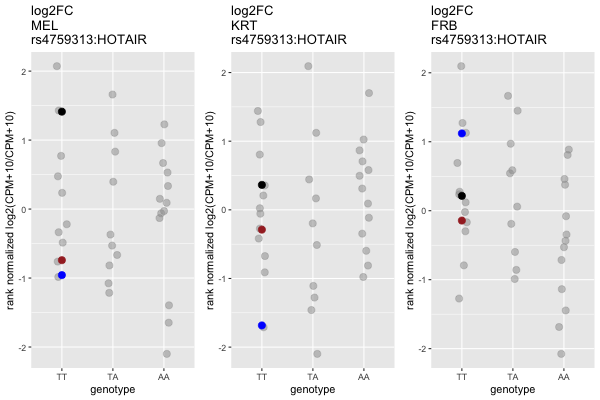 log2FC
MEL
rs4759313:HOTAIR
rank normalized log2(CPM+10/CPM+10)
2
1
0
-1
-2
TT
TA
AA
genotype
log2FC
KRT
rs4759313:HOTAIR
rank normalized log2(CPM+10/CPM+10)
2
1
0
-1
-2
TT
TA
AA
genotype
log2FC
FRB
rs4759313:HOTAIR
rank normalized log2(CPM+10/CPM+10)
2
1
0
-1
-2
TT
TA
AA
genotype